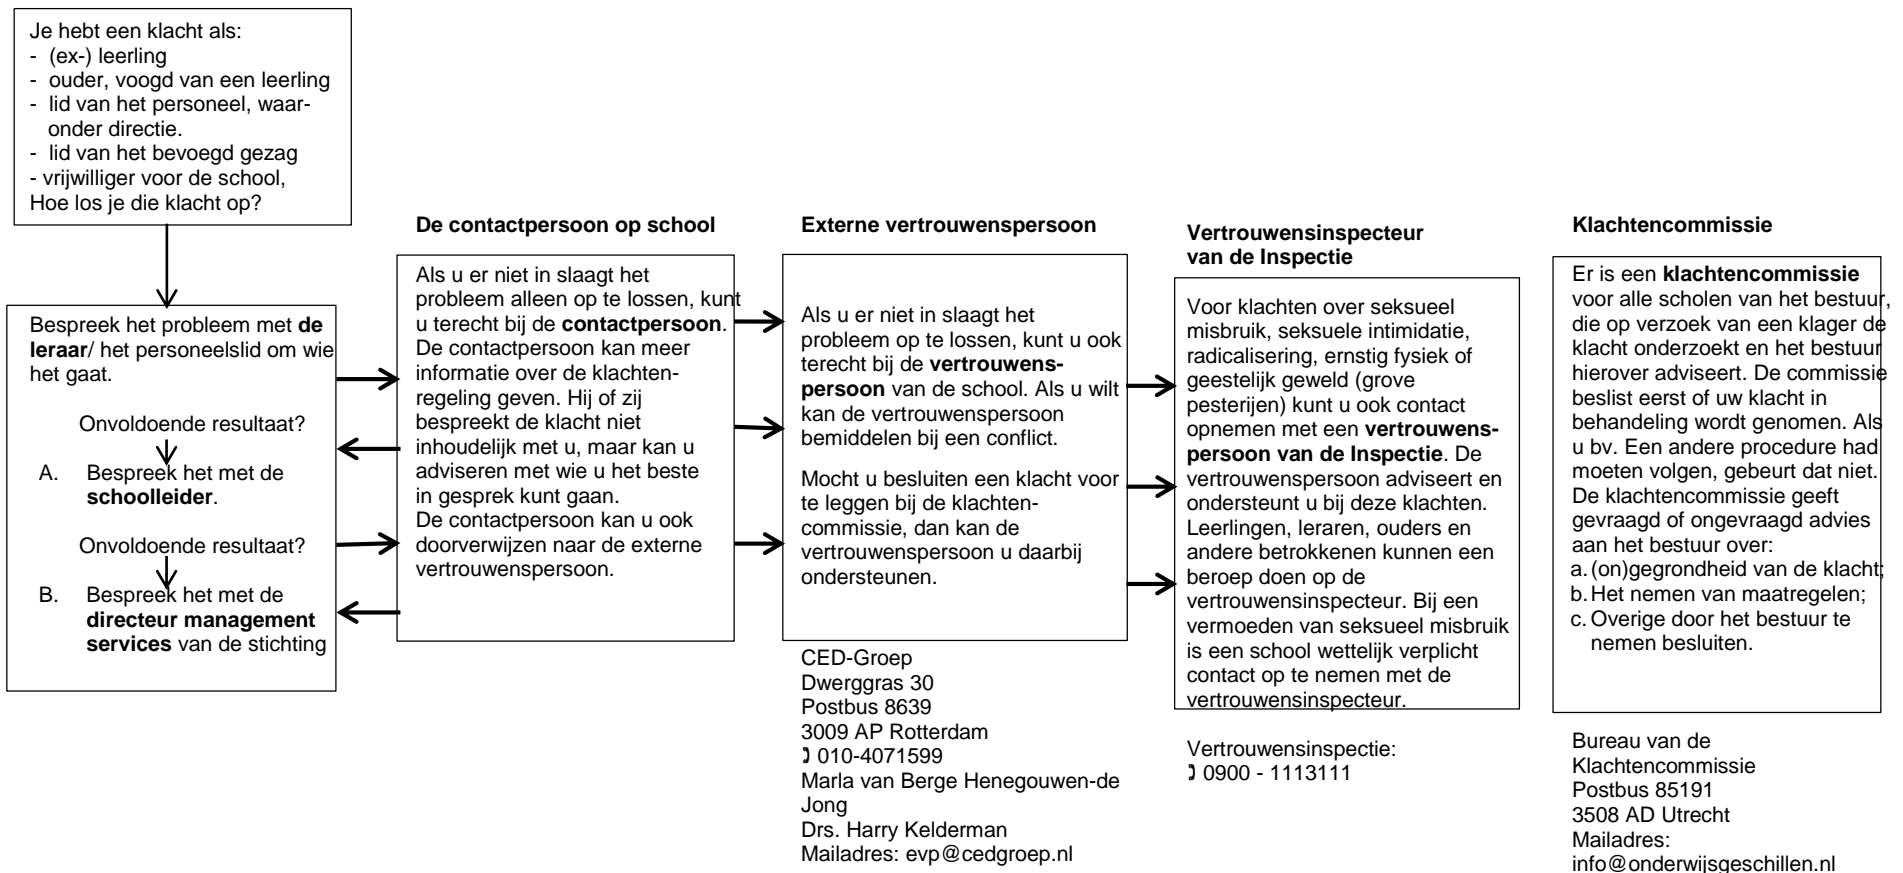 Je hebt een klacht als:
- (ex-) leerling
- ouder, voogd van een leerling
- lid van het personeel, waar-
onder directie.
- lid van het bevoegd gezag
- vrijwilliger voor de school,
Hoe los je die klacht op?
Bespreek het probleem met de
leraar/ het personeelslid om wie
het gaat.
Onvoldoende resultaat?
A. Bespreek het met de
schoolleider.
Onvoldoende resultaat?
B. Bespreek het met de
directeur management
services van de stichting
De contactpersoon op school
Als u er niet in slaagt het
probleem alleen op te lossen, kunt
u terecht bij de contactpersoon.
De contactpersoon kan meer
informatie over de klachten-
regeling geven. Hij of zij
bespreekt de klacht niet
inhoudelijk met u, maar kan u
adviseren met wie u het beste
in gesprek kunt gaan.
De contactpersoon kan u ook
doorverwijzen naar de externe
vertrouwenspersoon.
Externe vertrouwenspersoon
Als u er niet in slaagt het
probleem op te lossen, kunt u ook
terecht bij de vertrouwens-
persoon van de school. Als u wilt
kan de vertrouwenspersoon
bemiddelen bij een conflict.
Mocht u besluiten een klacht voor
te leggen bij de klachten-
commissie, dan kan de
vertrouwenspersoon u daarbij
ondersteunen.
CED-Groep
Dwerggras 30
Postbus 8639
3009 AP Rotterdam
010-4071599
Marla van Berge Henegouwen-de
Jong
Drs. Harry Kelderman
Mailadres: evp@cedgroep.nl
Vertrouwensinspecteur
van de Inspectie
Voor klachten over seksueel
misbruik, seksuele intimidatie,
radicalisering, ernstig fysiek of
geestelijk geweld (grove
pesterijen) kunt u ook contact
opnemen met een vertrouwens-
persoon van de Inspectie. De
vertrouwenspersoon adviseert en
ondersteunt u bij deze klachten.
Leerlingen, leraren, ouders en
andere betrokkenen kunnen een
beroep doen op de
vertrouwensinspecteur. Bij een
vermoeden van seksueel misbruik
is een school wettelijk verplicht
contact op te nemen met de
vertrouwensinspecteur.
Vertrouwensinspectie:
0900 - 1113111
Klachtencommissie
Er is een klachtencommissie
voor alle scholen van het bestuur,
die op verzoek van een klager de
klacht onderzoekt en het bestuur
hierover adviseert. De commissie
beslist eerst of uw klacht in
behandeling wordt genomen. Als
u bv. Een andere procedure had
moeten volgen, gebeurt dat niet.
De klachtencommissie geeft
gevraagd of ongevraagd advies
aan het bestuur over:
a. (on)gegrondheid van de klacht;
b. Het nemen van maatregelen;
c. Overige door het bestuur te
nemen besluiten.
Bureau van de
Klachtencommissie
Postbus 85191
3508 AD Utrecht
Mailadres:
info@onderwijsgeschillen.nl